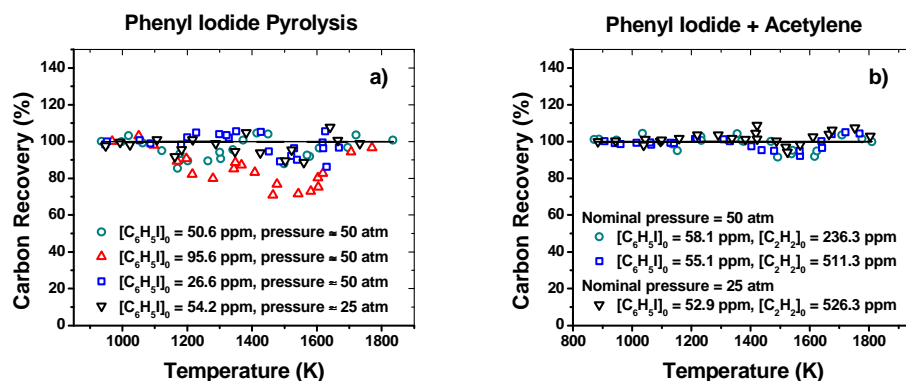 Phenyl Iodide Pyrolysis
a)
Carbon Recovery (%)
140
120
100
80
60
40
20
0
[C₆H₅I]₀ = 50.6 ppm, pressure ≈ 50 atm
[C₆H₅I]₀ = 95.6 ppm, pressure ≈ 50 atm
[C₆H₅I]₀ = 26.6 ppm, pressure ≈ 50 atm
[C₆H₅I]₀ = 54.2 ppm, pressure ≈ 25 atm
1000 1200 1400 1600 1800
Temperature (K)
Phenyl Iodide + Acetylene
b)
Carbon Recovery (%)
140
120
100
80
60
40
20
0
Nominal pressure = 50 atm
[C₆H₅I]₀ = 58.1 ppm, [C₂H₂]₀ = 236.3 ppm
[C₆H₅I]₀ = 55.1 ppm, [C₂H₂]₀ = 511.3 ppm
Nominal pressure = 25 atm
[C₆H₅I]₀ = 52.9 ppm, [C₂H₂]₀ = 526.3 ppm
800 1000 1200 1400 1600 1800
Temperature (K)